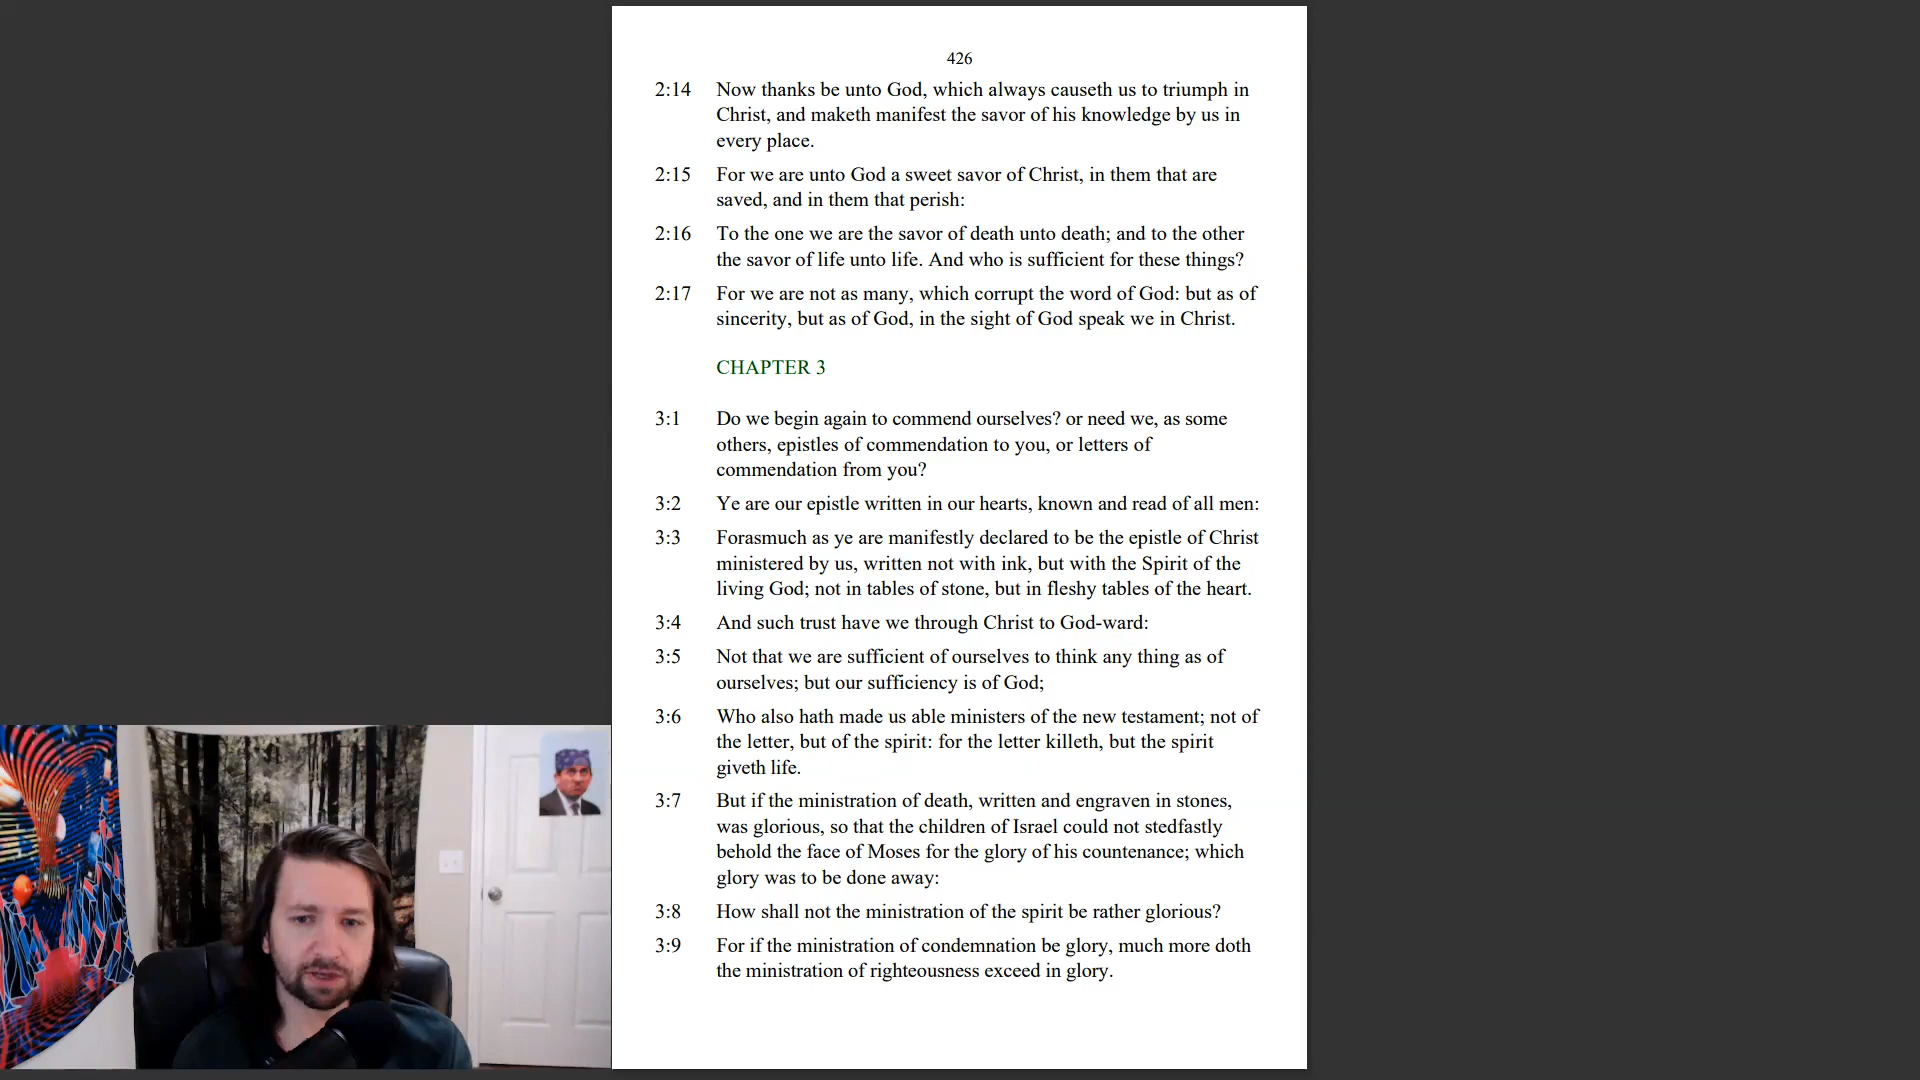 426
2:14 Now thanks be unto God, which always causeth us to triumph in
Christ, and maketh manifest the savor of his knowledge by us in
every place.
2:15 For we are unto God a sweet savor of Christ, in them that are
saved, and in them that perish:
2:16 To the one we are the savor of death unto death; and to the other
the savor of life unto life. And who is sufficient for these things?
2:17 For we are not as many, which corrupt the word of God: but as of
sincerity, but as of God, in the sight of God speak we in Christ.
CHAPTER 3
3:1 Do we begin again to commend ourselves? or need we, as some
others, epistles of commendation to you, or letters of
commendation from you?
3:2 Ye are our epistle written in our hearts, known and read of all men:
3:3 Forasmuch as ye are manifestly declared to be the epistle of Christ
ministered by us, written not with ink, but with the Spirit of the
living God; not in tables of stone, but in fleshy tables of the heart.
3:4 And such trust have we through Christ to God-ward:
3:5 Not that we are sufficient of ourselves to think any thing as of
ourselves; but our sufficiency is of God;
3:6 Who also hath made us able ministers of the new testament; not of
the letter, but of the spirit: for the letter killeth, but the spirit
giveth life.
3:7 But if the ministration of death, written and engraven in stones,
was glorious, so that the children of Israel could not stedfastly
behold the face of Moses for the glory of his countenance; which
glory was to be done away:
3:8 How shall not the ministration of the spirit be rather glorious?
3:9 For if the ministration of condemnation be glory, much more doth
the ministration of righteousness exceed in glory.